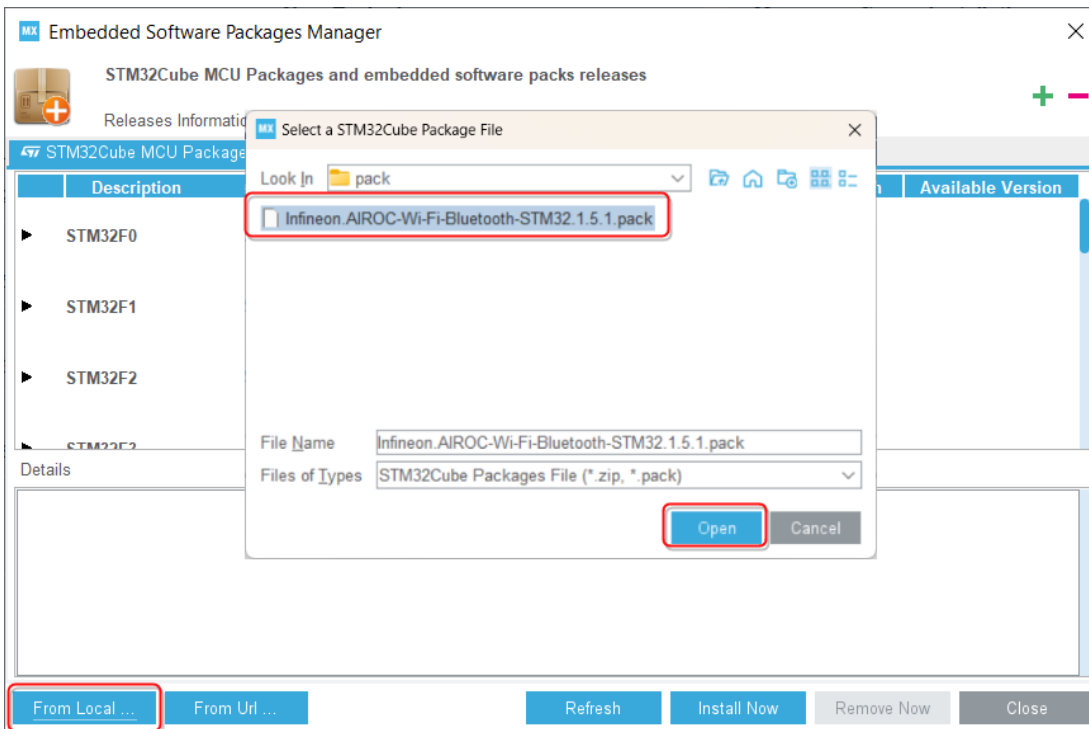 MX Embedded Software Packages Manager
STM32Cube MCU Packages and embedded software packs releases
Releases Informatio
STM32Cube MCU Package
Description
n
Available Version
STM32F0
STM32F1
STM32F2
STM32F3
Details
MX Select a STM32Cube Package File
Look In pack
Infineon.AIROC-Wi-Fi-Bluetooth-STM32.1.5.1.pack
File Name Infineon.AIROC-Wi-Fi-Bluetooth-STM32.1.5.1.pack
Files of Types STM32Cube Packages File (*.zip, *.pack)
Open Cancel
From Local ... From Url ... Refresh Install Now Remove Now Close